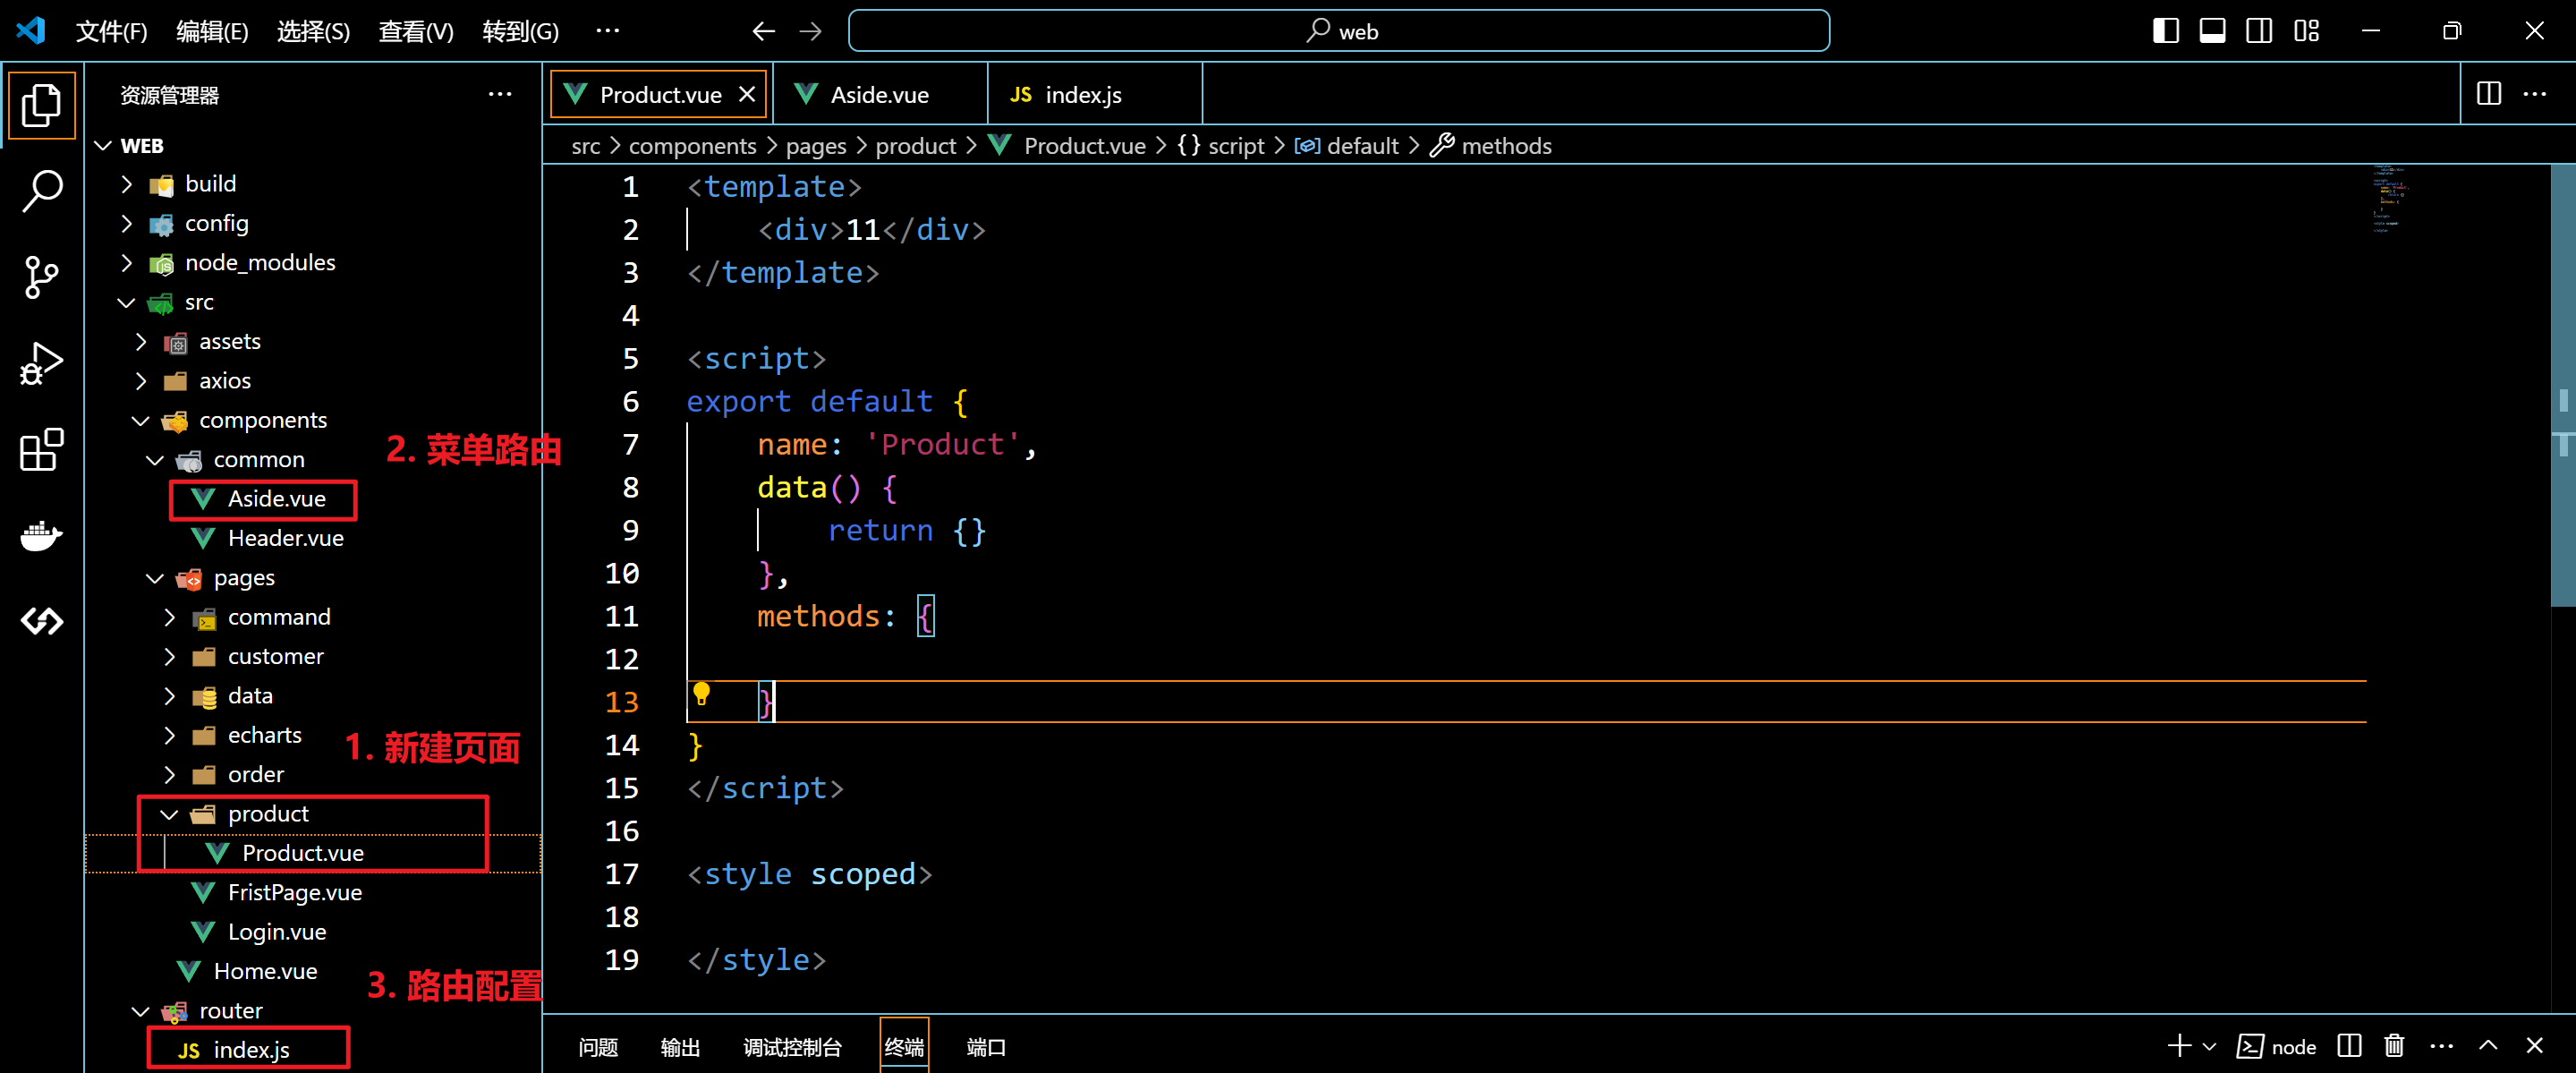 文件(F) 编辑(E) 选择(S) 查看(V) 转到(G) ··· web
资源管理器 ···
WEB
build
config
node_modules
src
assets
axios
components
common
2. 菜单路由
Aside.vue
Header.vue
pages
command
customer
data
echarts
1. 新建页面
order
product
Product.vue
FristPage.vue
Login.vue
Home.vue
3. 路由配置
router
JS index.js
Product.vue Aside.vue JS index.js
src > components > pages > product > Product.vue > {} script > default > methods
1 <template>
2 <div>11</div>
3 </template>
4
5 <script>
6 export default {
7 name: 'Product',
8 data() {
9 return {}
10 },
11 methods: {
12
13 }
14 }
15 </script>
16
17 <style scoped>
18
19 </style>
问题 输出 调试控制台 终端 端口 node